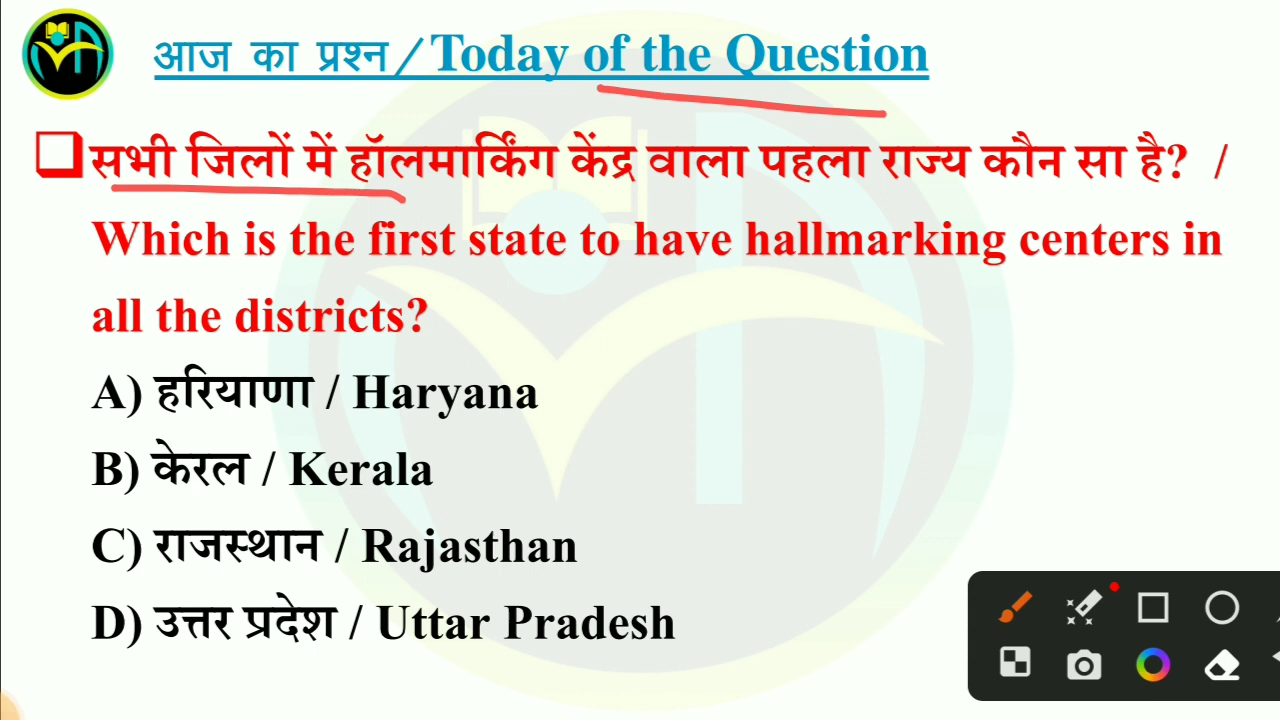 आज का प्रश्न/Today of the Question
सभी जिलों में हॉलमार्किंग केंद्र वाला पहला राज्य कौन सा है? /
Which is the first state to have hallmarking centers in
all the districts?
A) हरियाणा / Haryana
B) केरल / Kerala
C) राजस्थान / Rajasthan
D) उत्तर प्रदेश / Uttar Pradesh